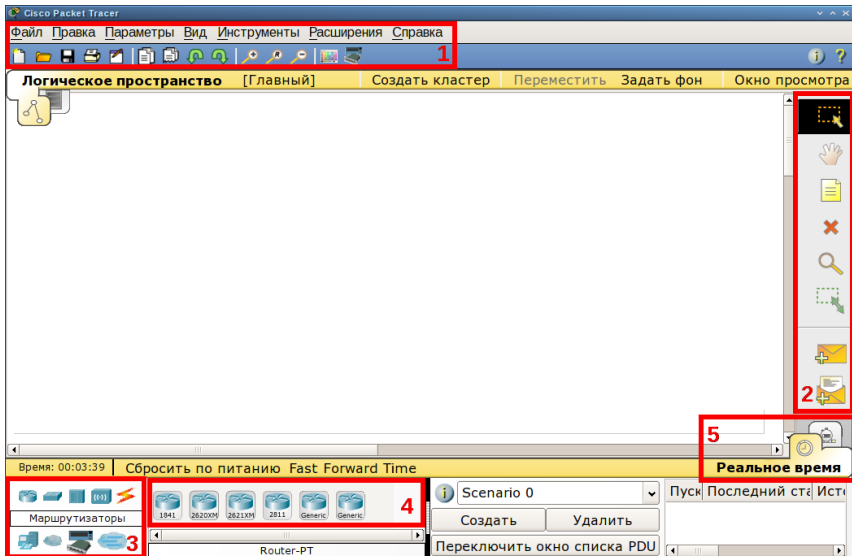 Cisco Packet Tracer
Файл Правка Параметры Вид Инструменты Расширения Справка
1
Логическое пространство [Главный] Создать кластер Переместить Задать фон Окно просмотра
2
5
Время: 00:03:39 Сбросить по питанию Fast Forward Time Реальное время
4
1841 2620XM 2621XM 2811 Generic Generic
Маршрутизаторы
3
Router-PT
Scenario 0
Создать Удалить
Переключить окно списка PDU
Пуск Последний ста Исто